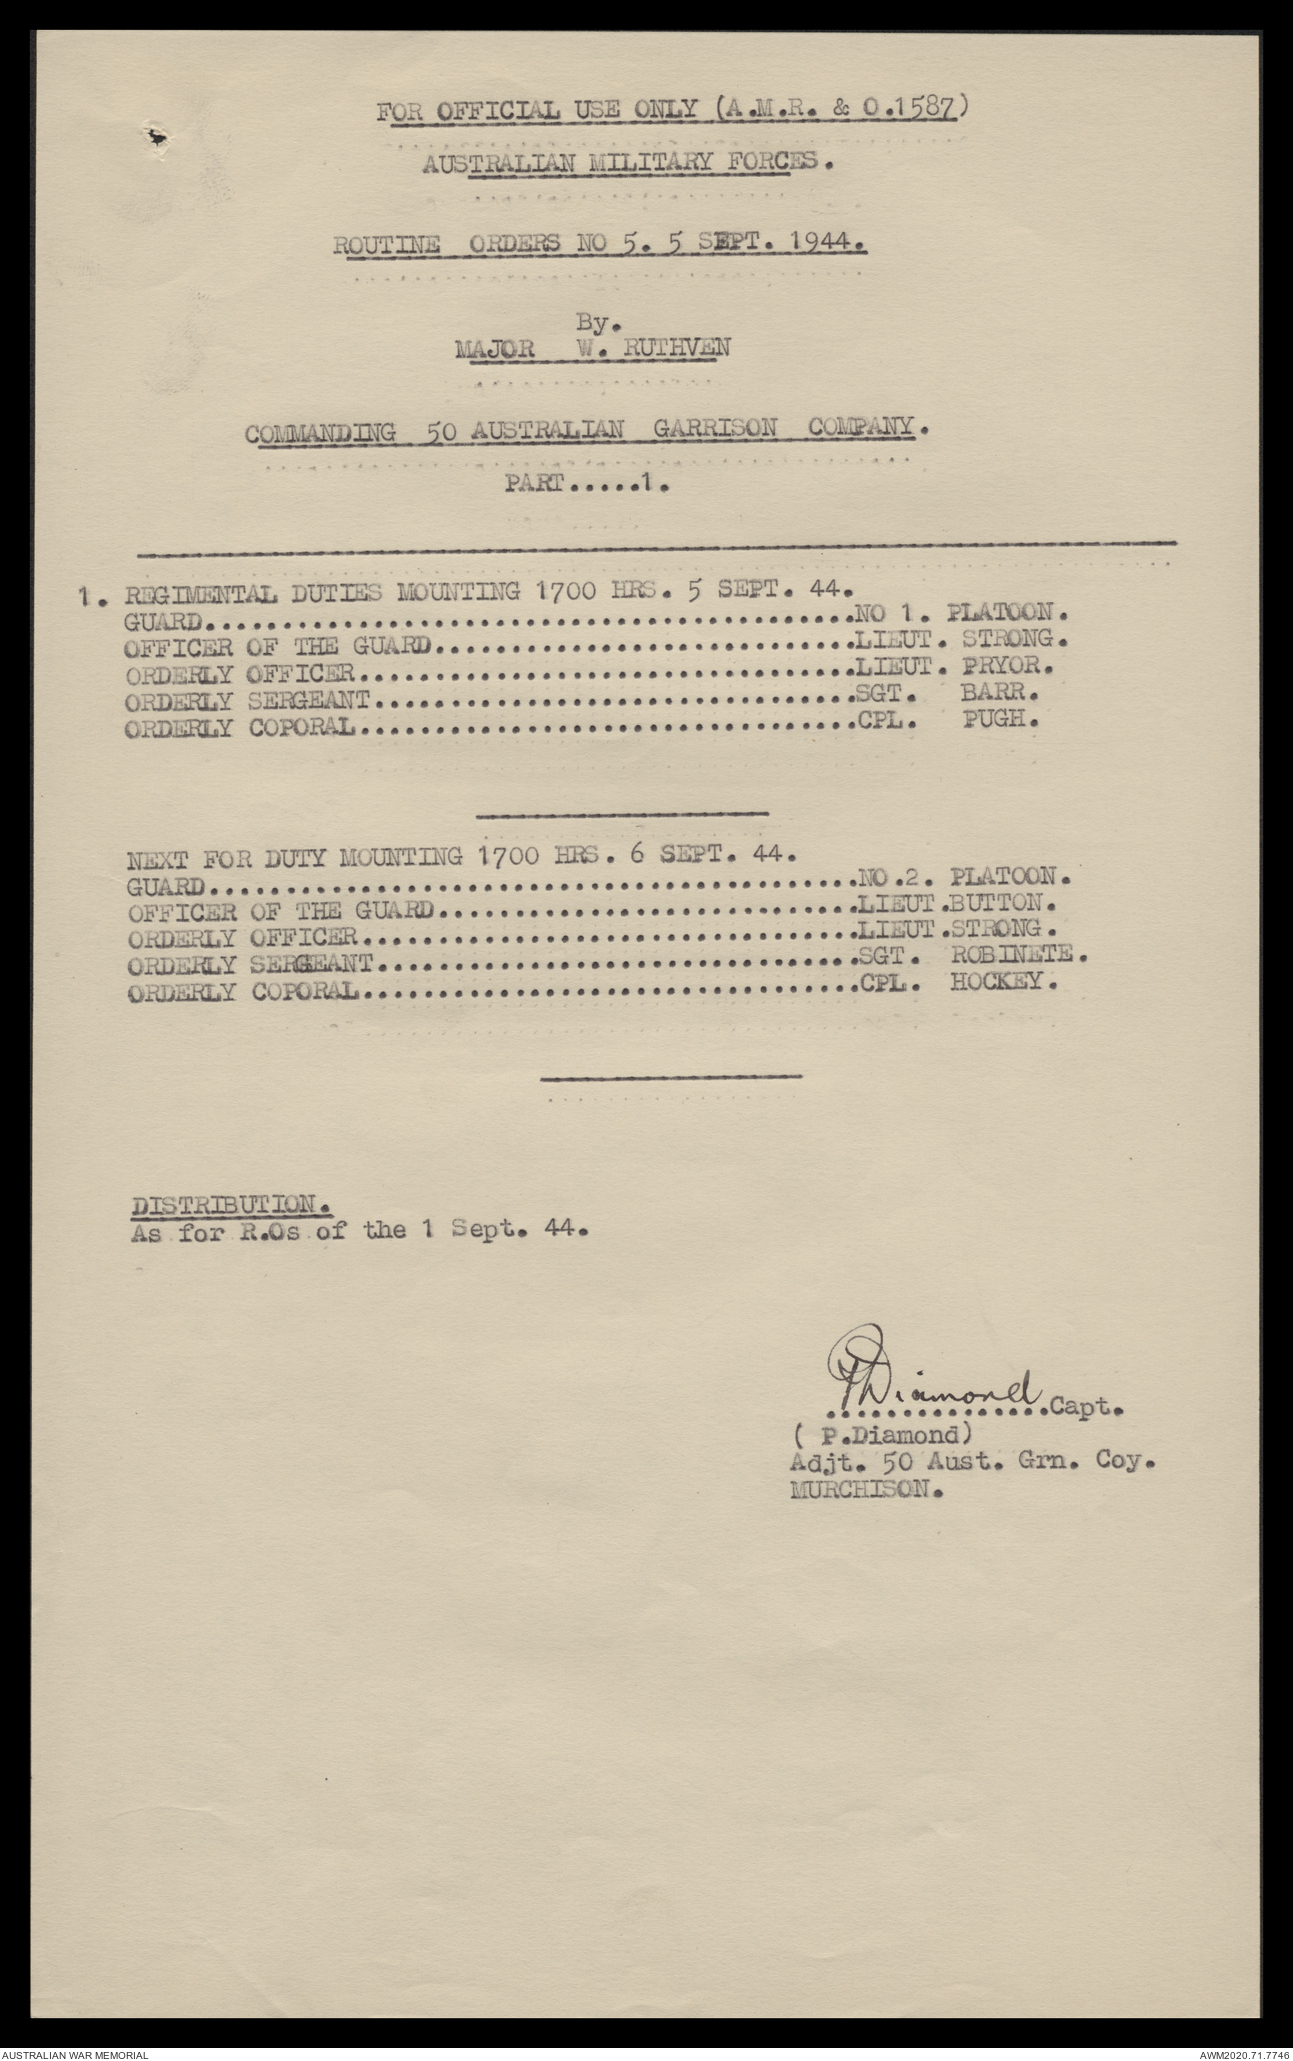 FOR OFFICIAL USE ONLY (A.M.R. & O.1587)
AUSTRALIAN MILITARY FORCES.
ROUTINE ORDERS NO 5. 5 SEPT. 1944.
By.
MAJOR W. RUTHVEN
COMMANDING 50 AUSTRALIAN GARRISON COMPANY.
PART.....1.
1. REGIMENTAL DUTIES MOUNTING 1700 HRS. 5 SEPT. 44.
GUARD...........................................NO 1. PLATOON.
OFFICER OF THE GUARD............................LIEUT. STRONG.
ORDERLY OFFICER.................................LIEUT. PRYOR.
ORDERLY SERGEANT................................SGT. BARR.
ORDERLY COPORAL.................................CPL. PUGH.
NEXT FOR DUTY MOUNTING 1700 HRS. 6 SEPT. 44.
GUARD...........................................NO.2. PLATOON.
OFFICER OF THE GUARD............................LIEUT.BUTTON.
ORDERLY OFFICER.................................LIEUT.STRONG.
ORDERLY SERGEANT................................SGT. ROBINETE.
ORDERLY COPORAL.................................CPL. HOCKEY.
DISTRIBUTION.
As for R.Os of the 1 Sept. 44.
PDiamond
...............Capt.
( P.Diamond)
Adjt. 50 Aust. Grn. Coy.
MURCHISON.
AUSTRALIAN WAR MEMORIAL
AWM2020.71.7746